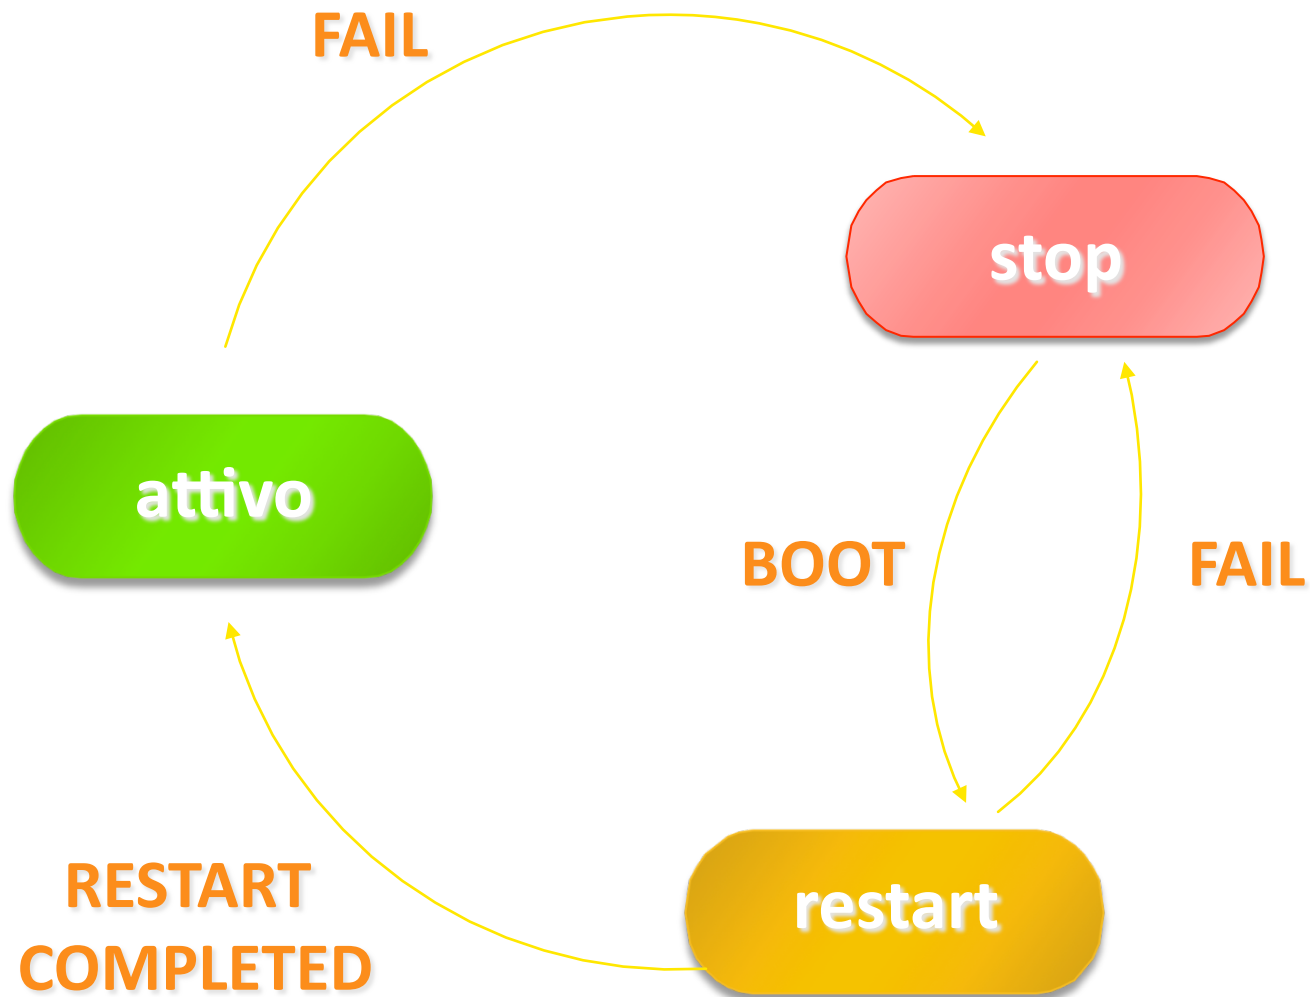 FAIL
stop
attivo
BOOT
FAIL
RESTART
COMPLETED
restart